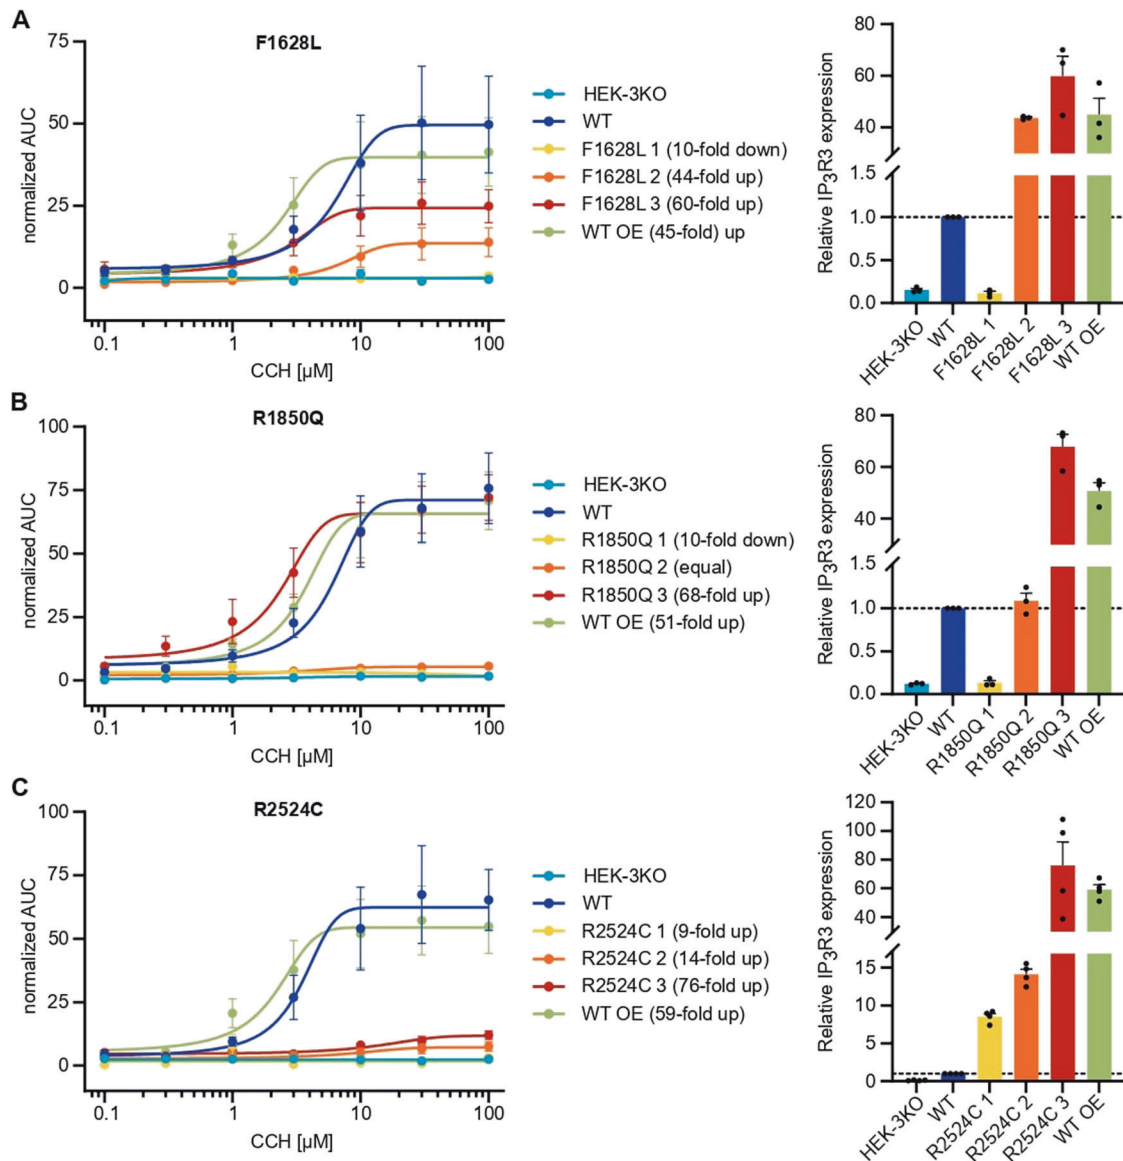 A
F1628L
75
50
25
0
normalized AUC
0.1
1
10
100
CCH [µM]
HEK-3KO
WT
F1628L 1 (10-fold down)
F1628L 2 (44-fold up)
F1628L 3 (60-fold up)
WT OE (45-fold) up
80
60
40
1.5
1.0
0.5
0.0
Relative IP3R3 expression
HEK-3KO
WT
F1628L 1
F1628L 2
F1628L 3
WT OE
B
R1850Q
100
75
50
25
0
normalized AUC
0.1
1
10
100
CCH [µM]
HEK-3KO
WT
R1850Q 1 (10-fold down)
R1850Q 2 (equal)
R1850Q 3 (68-fold up)
WT OE (51-fold up)
80
60
40
1.5
1.0
0.5
0.0
Relative IP3R3 expression
HEK-3KO
WT
R1850Q 1
R1850Q 2
R1850Q 3
WT OE
C
R2524C
100
75
50
25
0
normalized AUC
0.1
1
10
100
CCH [µM]
HEK-3KO
WT
R2524C 1 (9-fold up)
R2524C 2 (14-fold up)
R2524C 3 (76-fold up)
WT OE (59-fold up)
120
100
80
60
40
15
10
5
0
Relative IP3R3 expression
HEK-3KO
WT
R2524C 1
R2524C 2
R2524C 3
WT OE